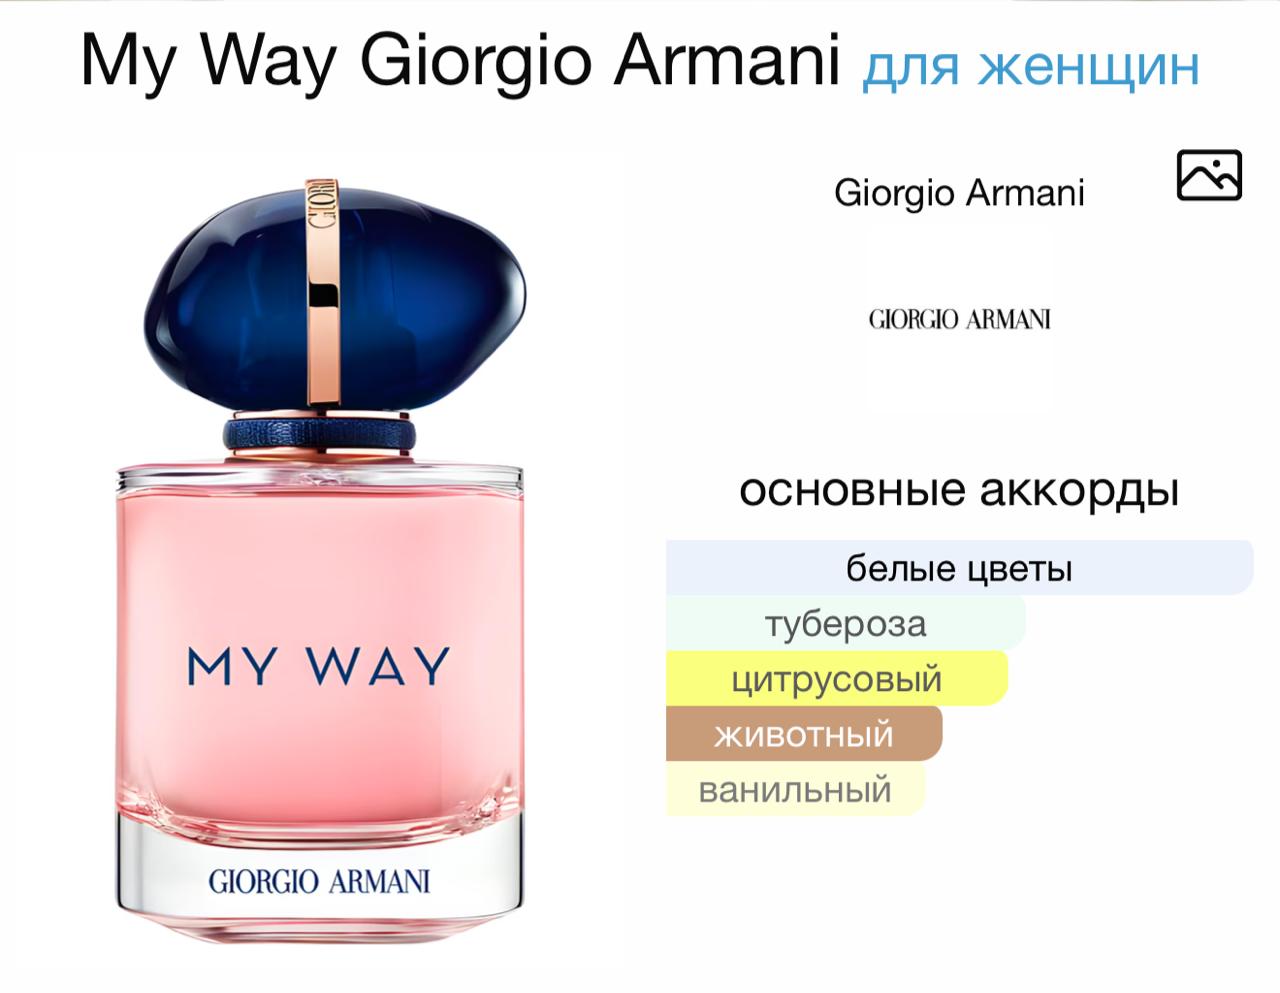 My Way Giorgio Armani для женщин
GIORI
MY WAY
GIORGIO ARMANI
Giorgio Armani
GIORGIO ARMANI
основные аккорды
белые цветы
тубероза
цитрусовый
животный
ванильный